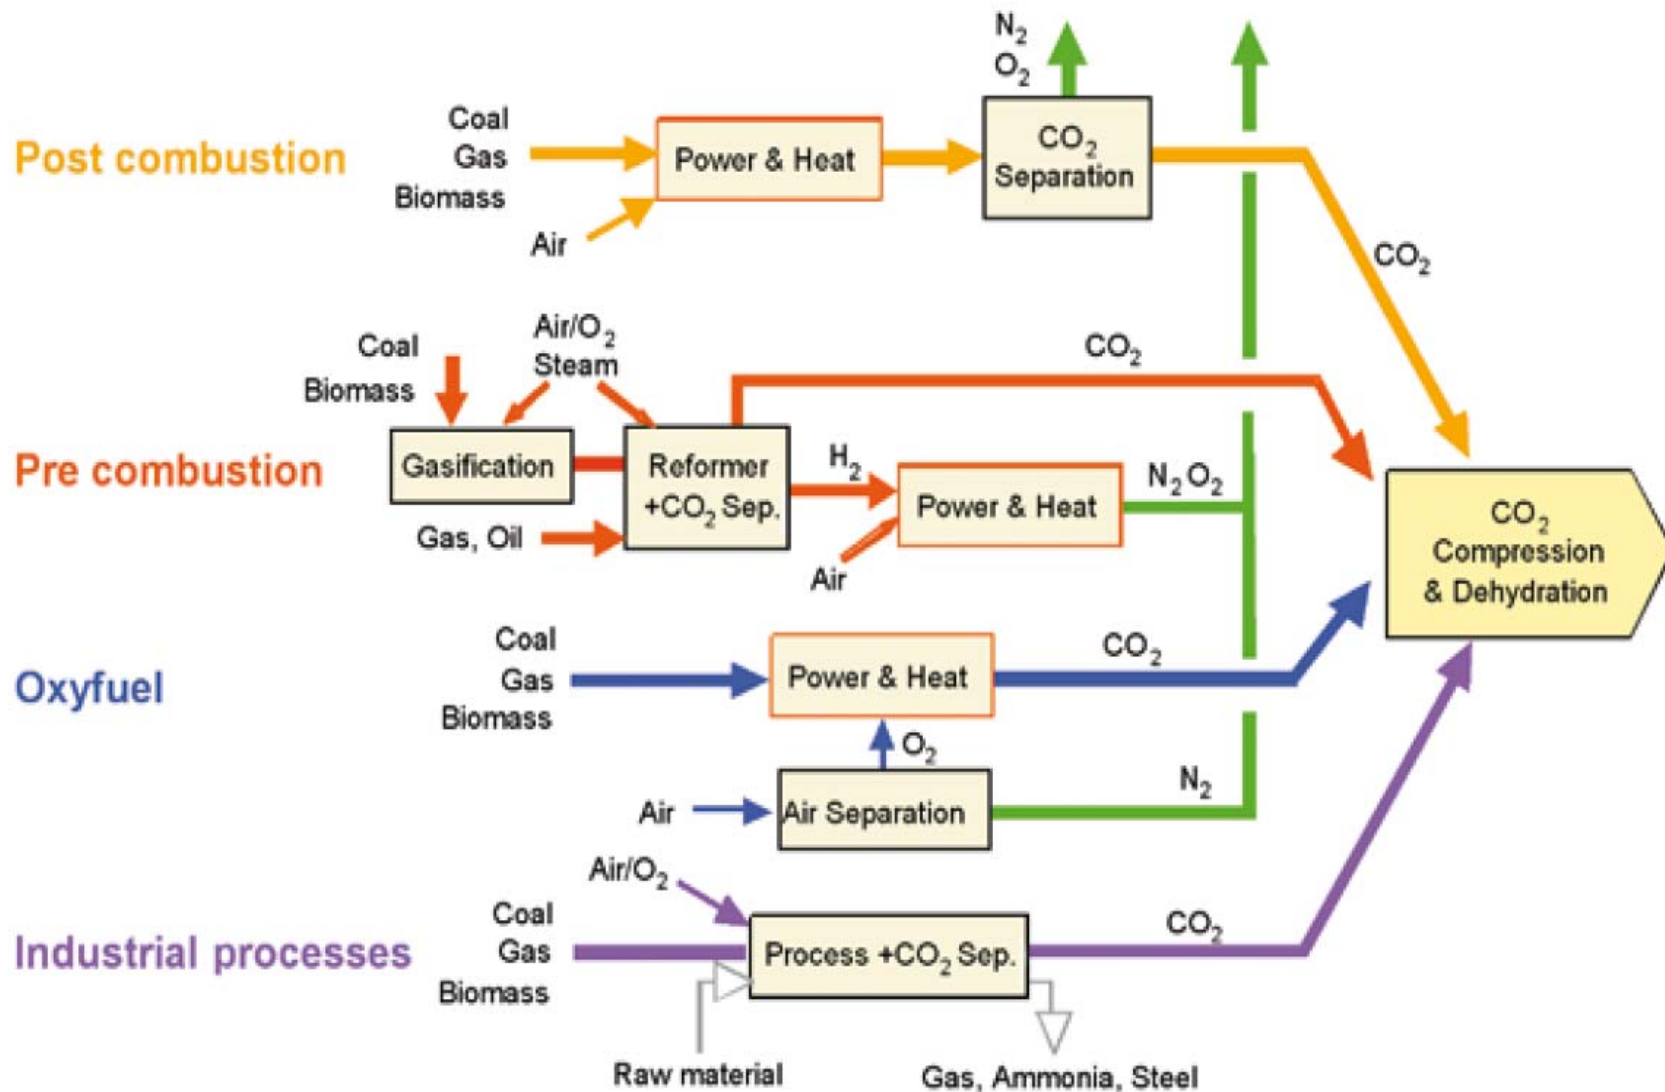 N₂
O₂
Post combustion
Coal
Gas
Biomass
Air
Power & Heat
CO₂
Separation
CO₂
Pre combustion
Coal
Biomass
Air/O₂
Steam
Gasification
Gas, Oil
Reformer
+CO₂ Sep.
H₂
Air
Power & Heat
N₂O₂
CO₂
CO₂
Compression
& Dehydration
Oxyfuel
Coal
Gas
Biomass
Power & Heat
CO₂
O₂
Air
Air Separation
N₂
Industrial processes
Air/O₂
Coal
Gas
Biomass
Process +CO₂ Sep.
CO₂
Raw material
Gas, Ammonia, Steel